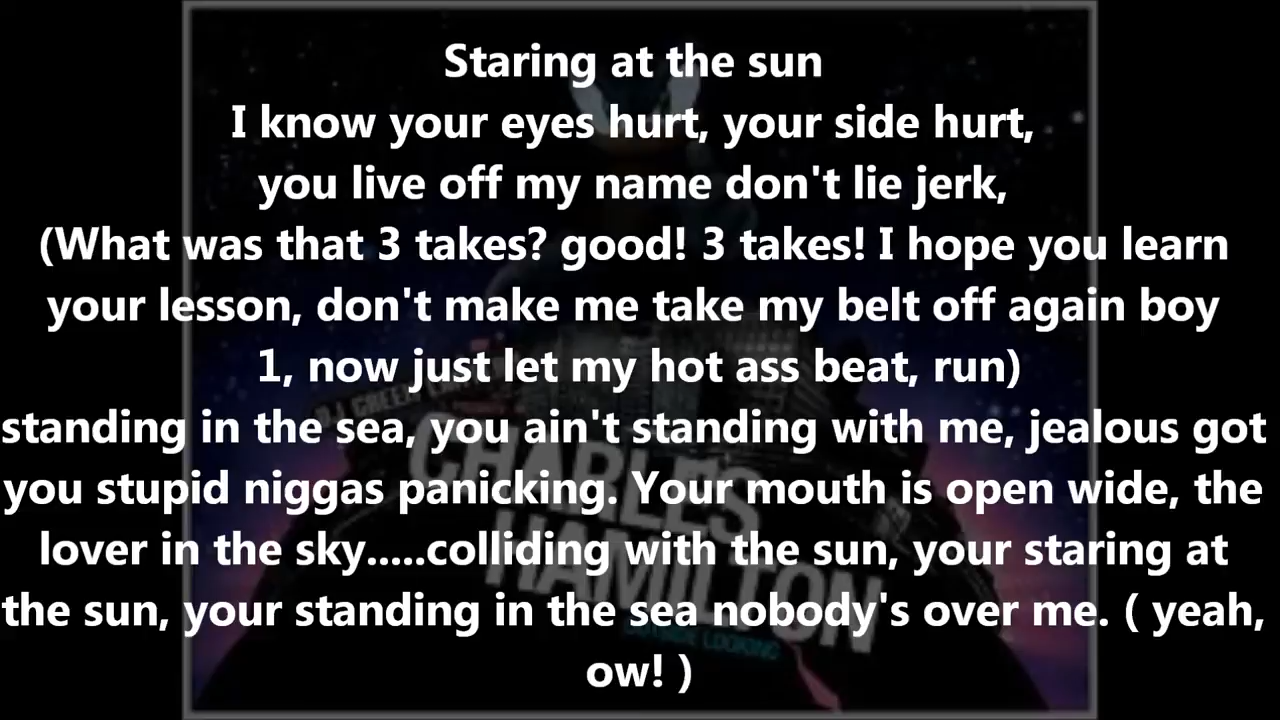 Staring at the sun
I know your eyes hurt, your side hurt,
you live off my name don't lie jerk,
(What was that 3 takes? good! 3 takes! I hope you learn
your lesson, don't make me take my belt off again boy
1, now just let my hot ass beat, run)
standing in the sea, you ain't standing with me, jealous got
you stupid niggas panicking. Your mouth is open wide, the
lover in the sky.....colliding with the sun, your staring at
the sun, your standing in the sea nobody's over me. ( yeah,
ow! )
CHARLES
HAMILTON
OUTSIDE LOOKING